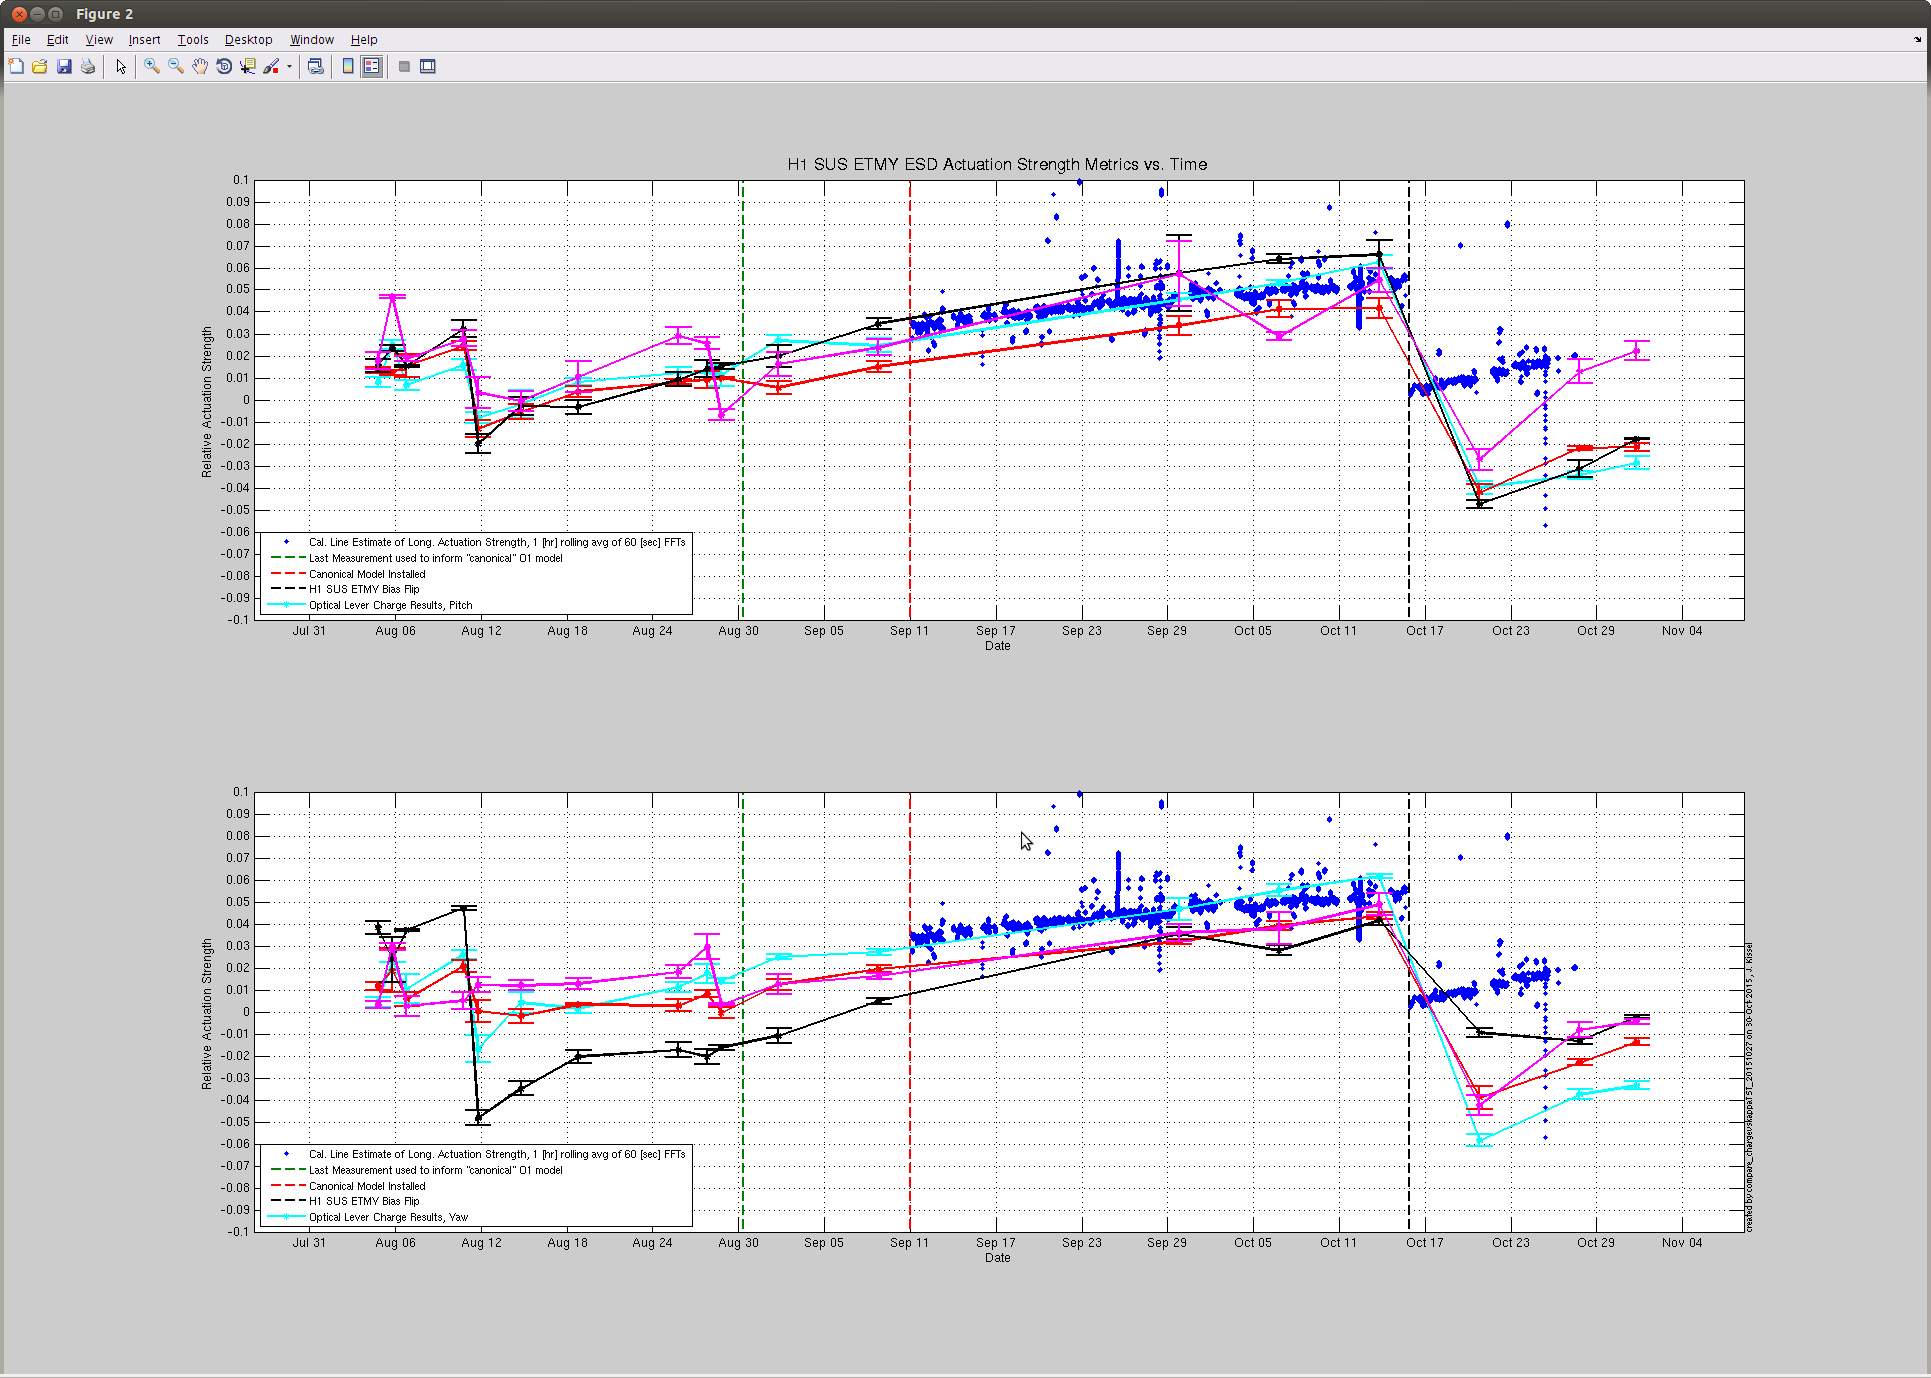 Figure 2
File Edit View Insert Tools Desktop Window Help
H1 SUS ETMY ESD Actuation Strength Metrics vs. Time
0.1
0.09
0.08
0.07
0.06
0.05
0.04
0.03
0.02
0.01
0
-0.01
-0.02
-0.03
-0.04
-0.05
-0.06
-0.07
-0.08
-0.09
-0.1
Relative Actuation Strength
Cal. Line Estimate of Long. Actuation Strength, 1 [hr] rolling avg of 60 [sec] FFTs
Last Measurement used to inform "canonical" O1 model
Canonical Model Installed
H1 SUS ETMY Bias Flip
Optical Lever Charge Results, Pitch
Jul 31 Aug 06 Aug 12 Aug 18 Aug 24 Aug 30 Sep 05 Sep 11 Sep 17 Sep 23 Sep 29 Oct 05 Oct 11 Oct 17 Oct 23 Oct 29 Nov 04
Date
0.1
0.09
0.08
0.07
0.06
0.05
0.04
0.03
0.02
0.01
0
-0.01
-0.02
-0.03
-0.04
-0.05
-0.06
-0.07
-0.08
-0.09
-0.1
Relative Actuation Strength
Cal. Line Estimate of Long. Actuation Strength, 1 [hr] rolling avg of 60 [sec] FFTs
Last Measurement used to inform "canonical" O1 model
Canonical Model Installed
H1 SUS ETMY Bias Flip
Optical Lever Charge Results, Yaw
Jul 31 Aug 06 Aug 12 Aug 18 Aug 24 Aug 30 Sep 05 Sep 11 Sep 17 Sep 23 Sep 29 Oct 05 Oct 11 Oct 17 Oct 23 Oct 29 Nov 04
Date
created by compare_chargevskappaTST_20151027 on 30-Oct-2015, J. Kissel